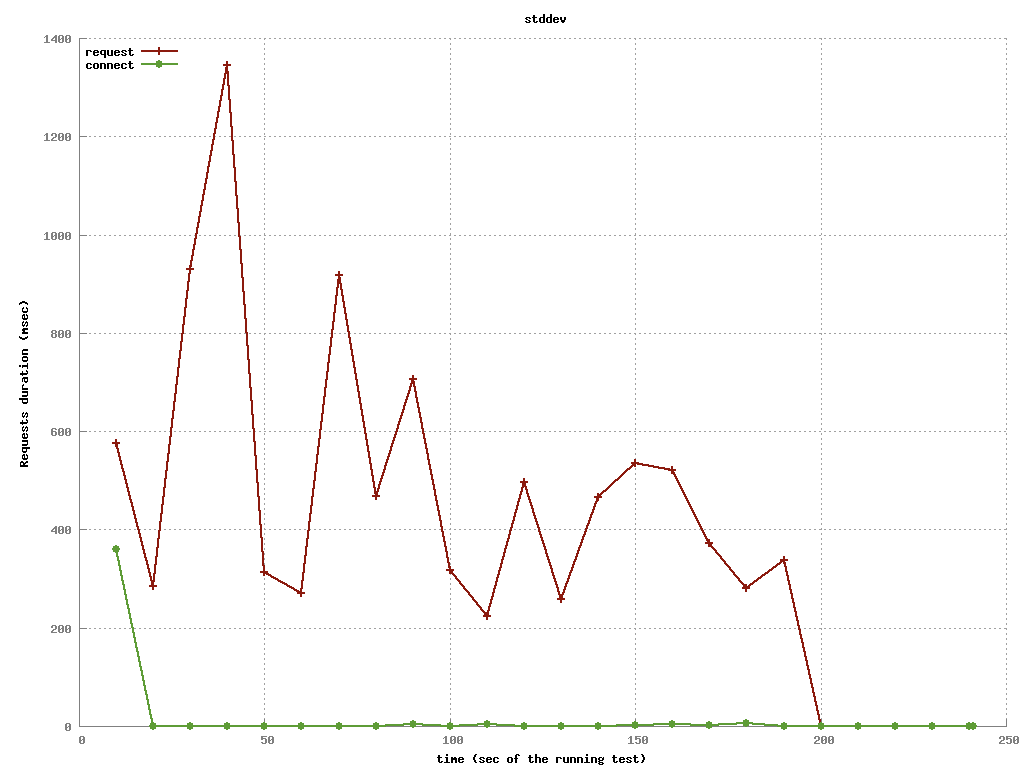 stddev
1400
request
connect
1200
1000
800
Requests duration (msec)
600
400
200
0
0 50 100 150 200 250
time (sec of the running test)